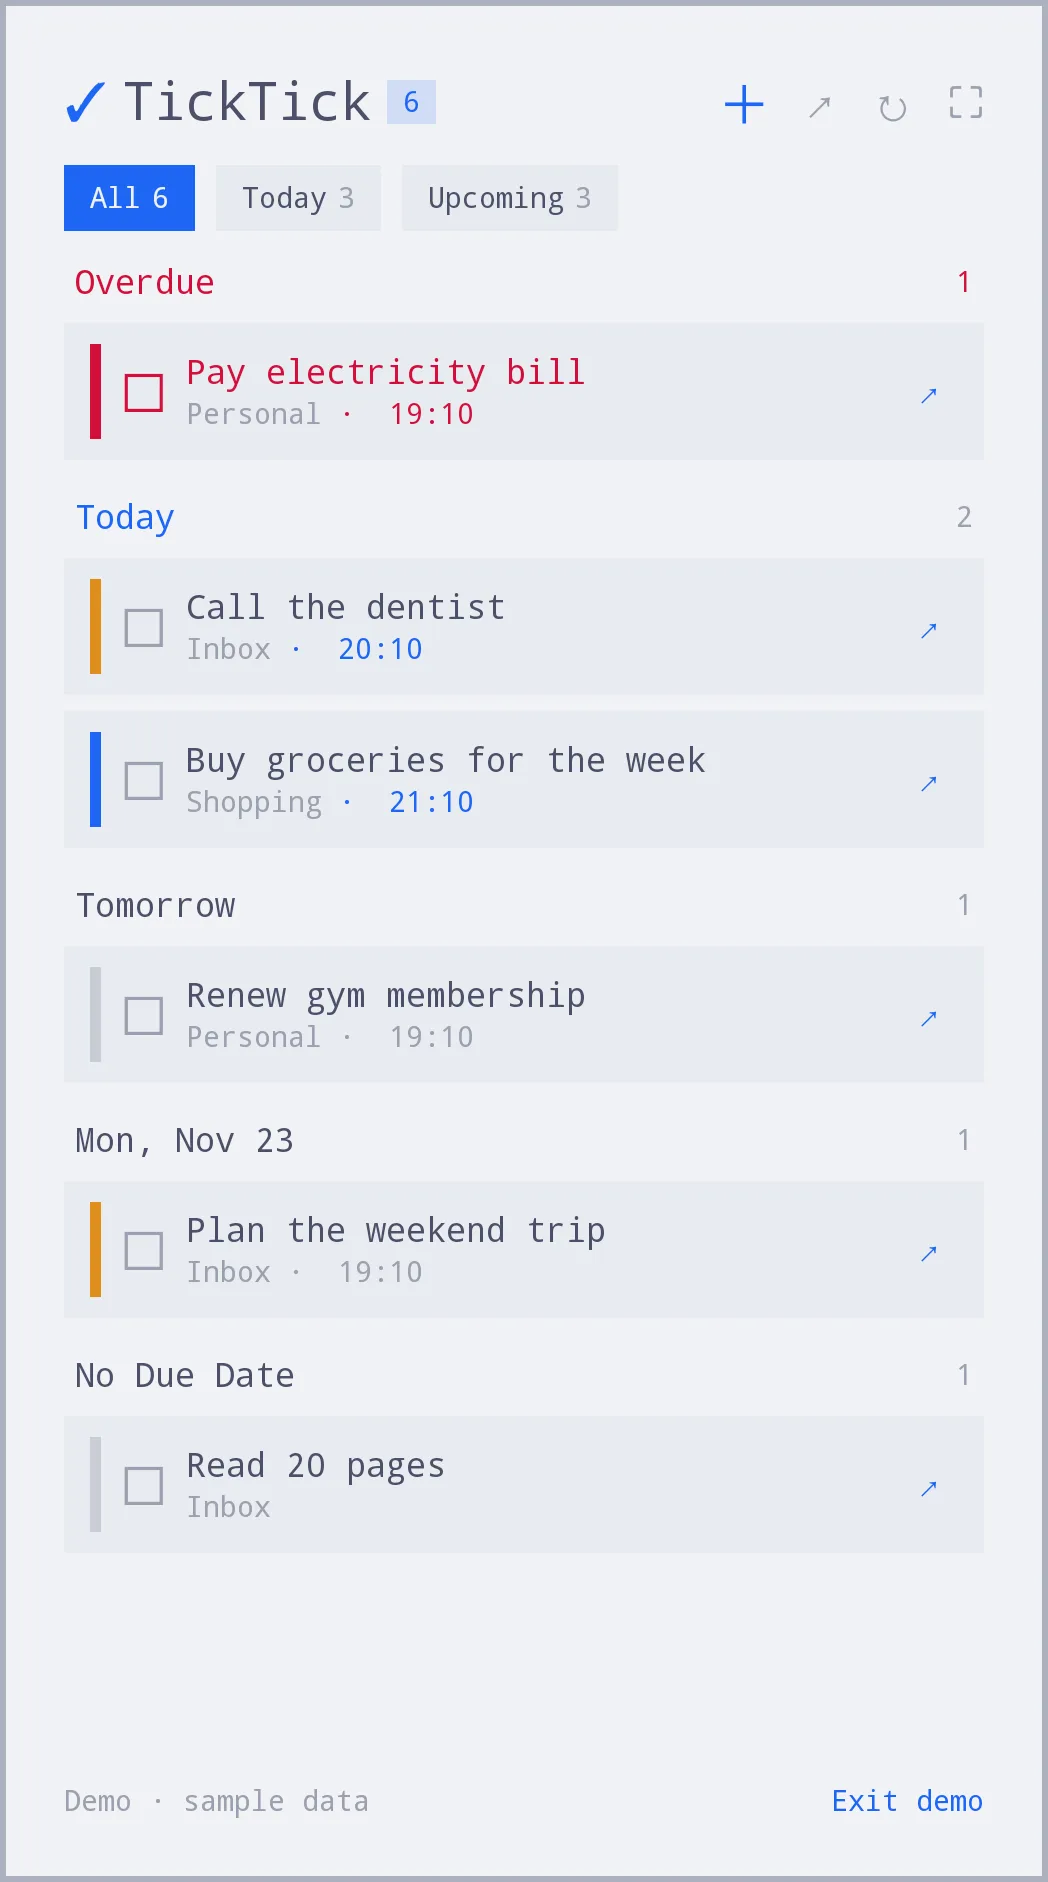 ✓ TickTick 6
All 6 Today 3 Upcoming 3
Overdue 1
Pay electricity bill
Personal · 19:10
Today 2
Call the dentist
Inbox · 20:10
Buy groceries for the week
Shopping · 21:10
Tomorrow 1
Renew gym membership
Personal · 19:10
Mon, Nov 23 1
Plan the weekend trip
Inbox · 19:10
No Due Date 1
Read 20 pages
Inbox
Demo · sample data Exit demo